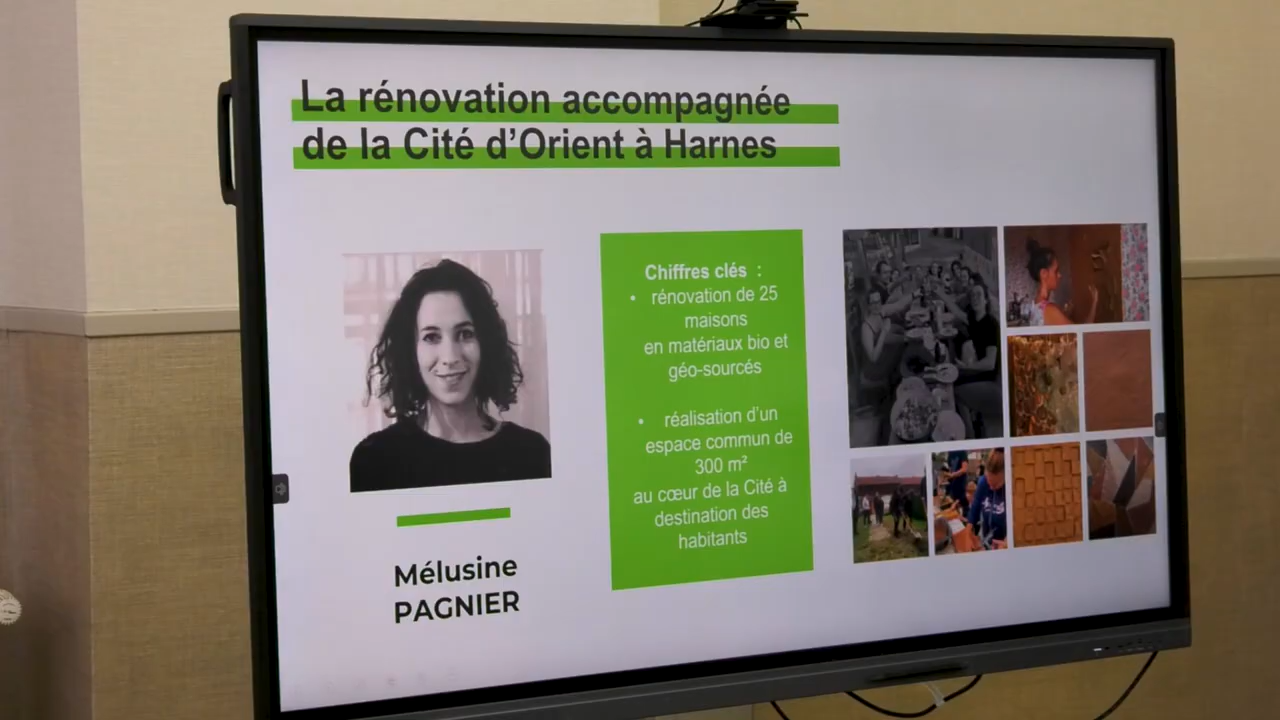 La rénovation accompagnée
de la Cité d'Orient à Harnes
Chiffres clés :
• rénovation de 25
maisons
en matériaux bio et
géo-sourcés
• réalisation d'un
espace commun de
300 m²
au cœur de la Cité à
destination des
habitants
Mélusine
PAGNIER